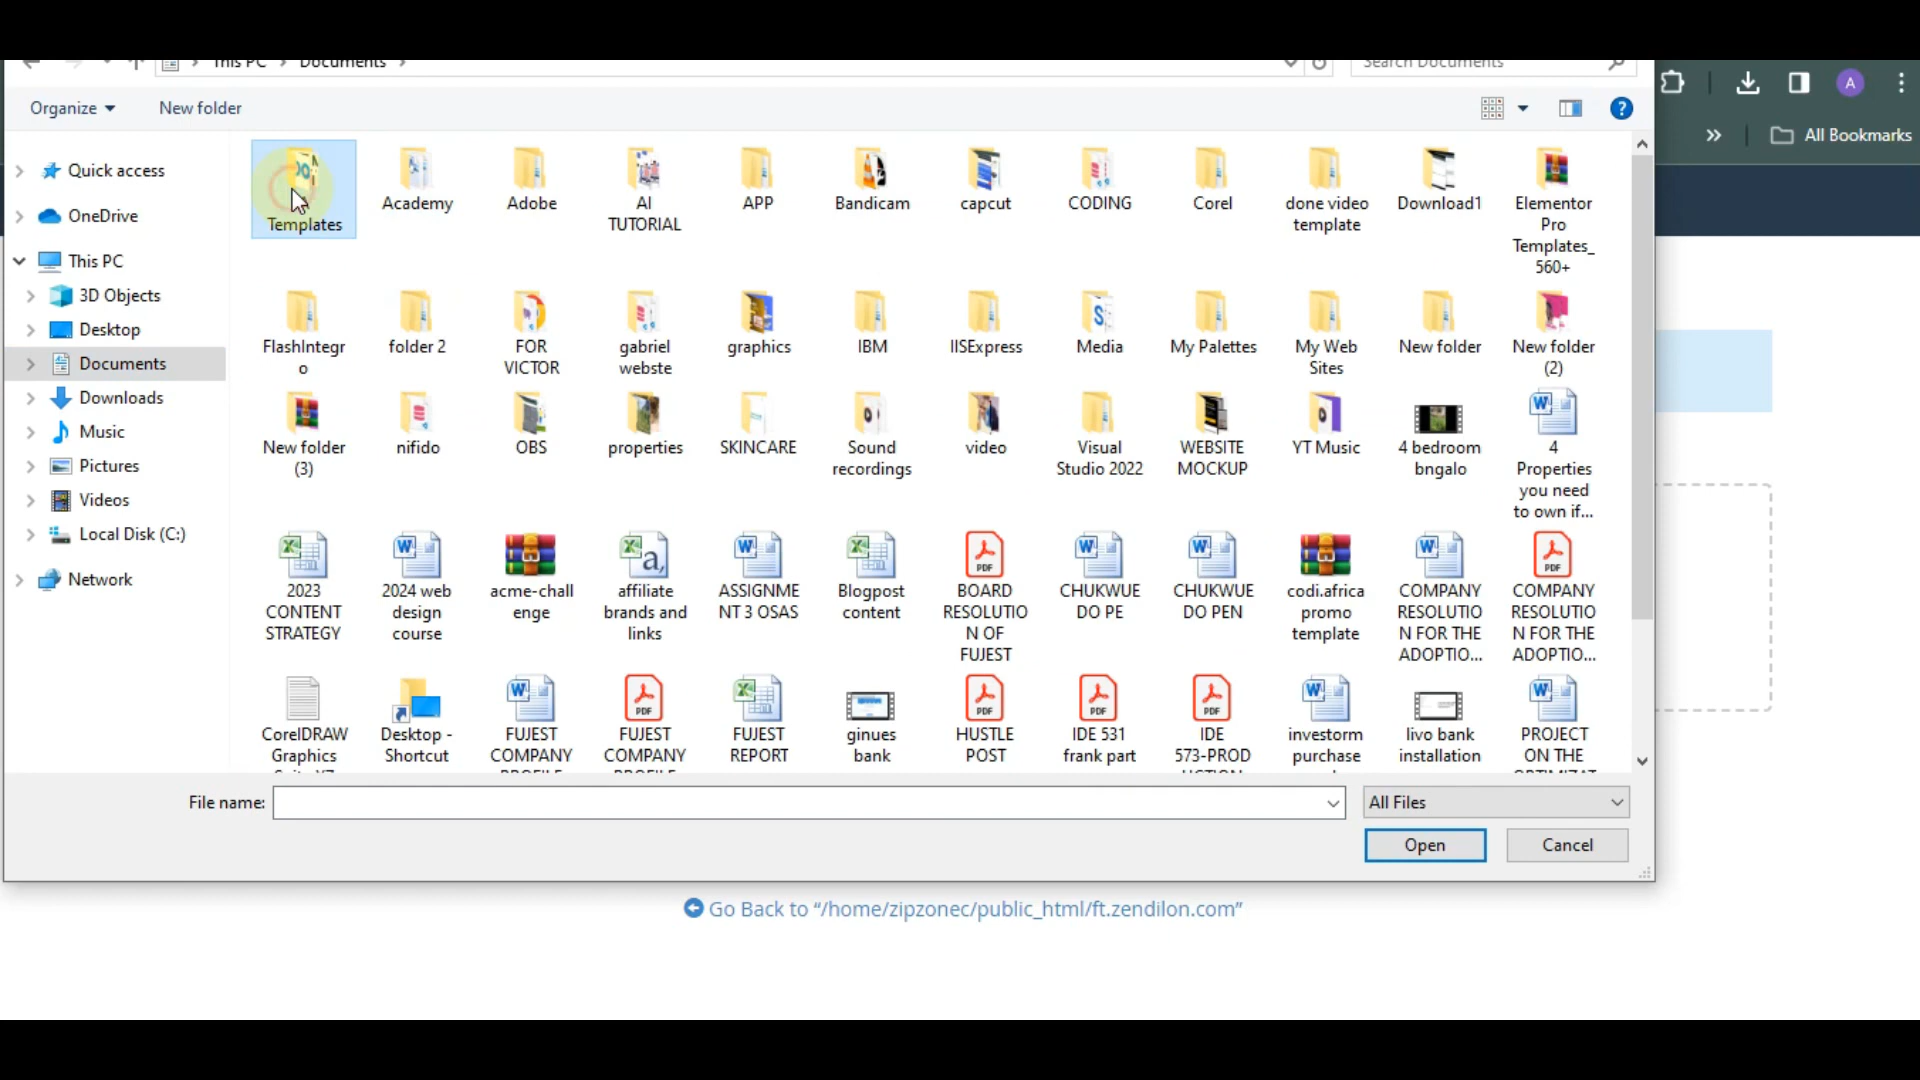 This PC > Documents >
Search Documents
Organize
New folder
A
»
All Bookmarks
Quick access
OneDrive
This PC
3D Objects
Desktop
Documents
Downloads
Music
Pictures
Videos
Local Disk (C:)
Network
Templates
Academy
Adobe
AI
TUTORIAL
APP
Bandicam
capcut
CODING
Corel
done video
template
Download1
Elementor
Pro
Templates_
560+
FlashIntegr
o
folder 2
FOR
VICTOR
gabriel
webste
graphics
IBM
IISExpress
Media
My Palettes
My Web
Sites
New folder
New folder
(2)
New folder
(3)
nifido
OBS
properties
SKINCARE
Sound
recordings
video
Visual
Studio 2022
WEBSITE
MOCKUP
YT Music
4 bedroom
bngalo
4
Properties
you need
to own if...
2023
CONTENT
STRATEGY
2024 web
design
course
acme-chall
enge
affiliate
brands and
links
ASSIGNME
NT 3 OSAS
Blogpost
content
BOARD
RESOLUTIO
N OF
FUJEST
CHUKWUE
DO PE
CHUKWUE
DO PEN
codi.africa
promo
template
COMPANY
RESOLUTIO
N FOR THE
ADOPTIO...
COMPANY
RESOLUTIO
N FOR THE
ADOPTIO...
CorelDRAW
Graphics
Desktop -
Shortcut
FUJEST
COMPANY
PROFILE
FUJEST
COMPANY
PROFILE
FUJEST
REPORT
ginues
bank
HUSTLE
POST
IDE 531
frank part
IDE
573-PROD
UCTION
investorm
purchase
livo bank
installation
PROJECT
ON THE
OPTIMIZAT
File name:
All Files
Open
Cancel
Go Back to “/home/zipzonec/public_html/ft.zendilon.com”